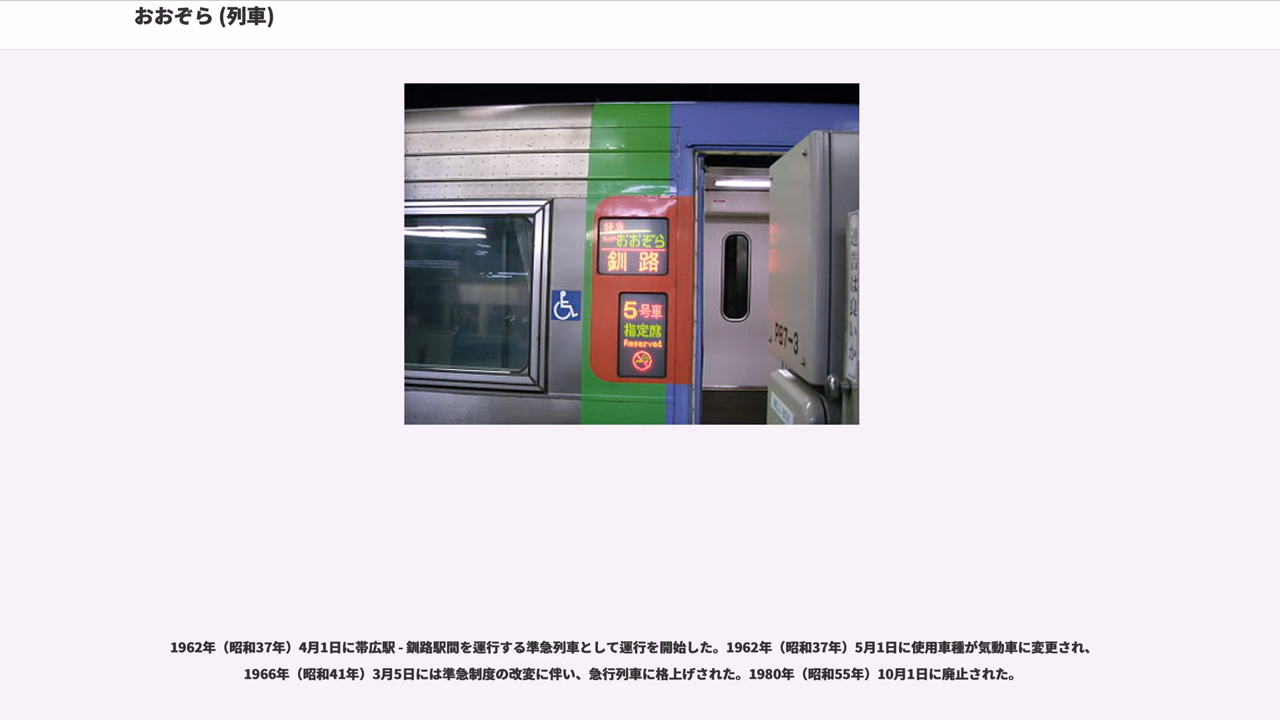 おおぞら (列車)
特急
おおぞら
釧路
5号車
指定席
Reserved
P87-3
1962年（昭和37年）4月1日に帯広駅 - 釧路駅間を運行する準急列車として運行を開始した。1962年（昭和37年）5月1日に使用車種が気動車に変更され、
1966年（昭和41年）3月5日には準急制度の改変に伴い、急行列車に格上げされた。1980年（昭和55年）10月1日に廃止された。